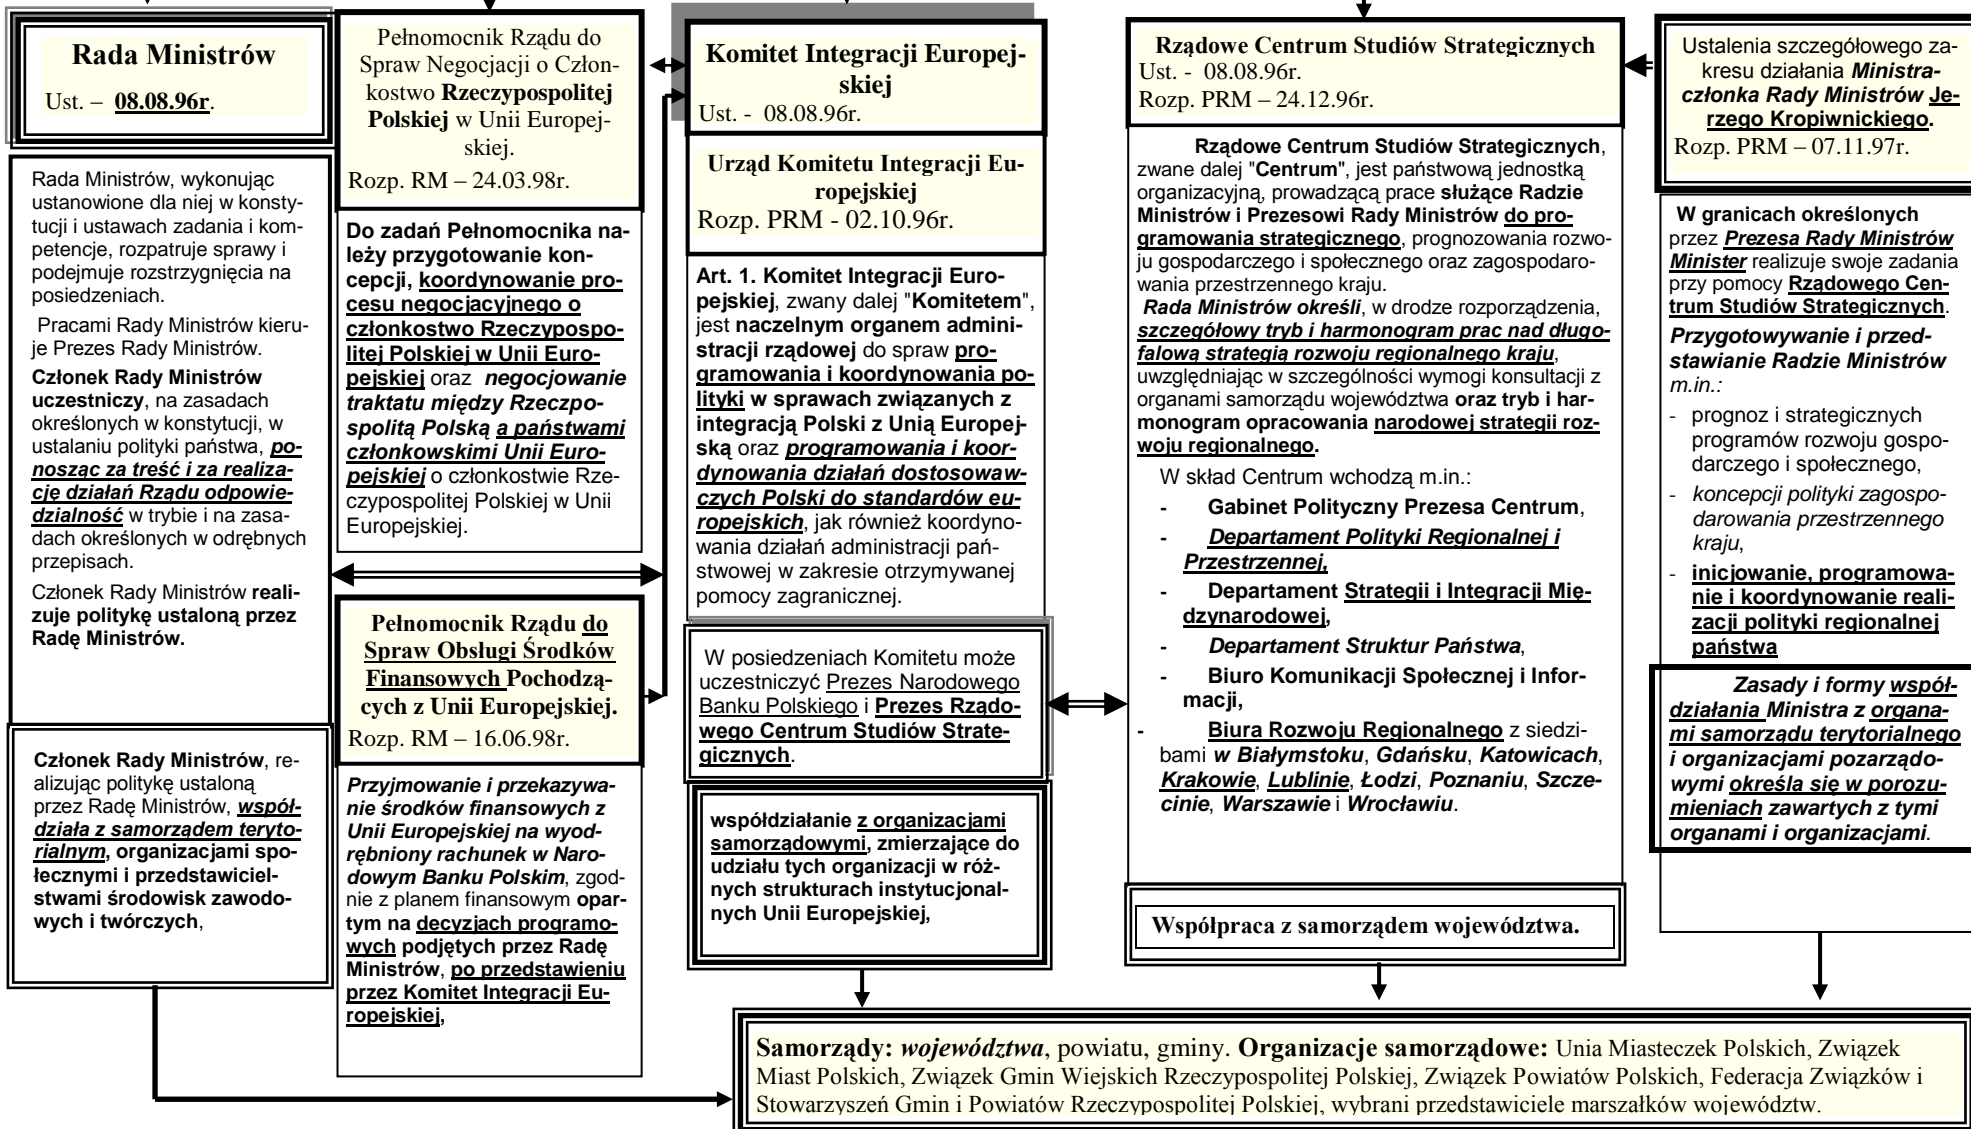 Rada Ministrów
Ust. – 08.08.96r.
Rada Ministrów, wykonując
ustanowione dla niej w konsty-
tucji i ustawach zadania i kom-
petencje, rozpatruje sprawy i
podejmuje rozstrzygnięcia na
posiedzeniach.
Pracami Rady Ministrów kieru-
je Prezes Rady Ministrów.
Członek Rady Ministrów
uczestniczy, na zasadach
określonych w konstytucji, w
ustalaniu polityki państwa, po-
nosząc za treść i za realiza-
cję działań Rządu odpowie-
dzialność w trybie i na zasa-
dach określonych w odrębnych
przepisach.
Członek Rady Ministrów reali-
zuje politykę ustaloną przez
Radę Ministrów.
Członek Rady Ministrów, re-
alizując politykę ustaloną
przez Radę Ministrów, współ-
działa z samorządem teryto-
rialnym, organizacjami spo-
łecznymi i przedstawiciel-
stwami środowisk zawodo-
wych i twórczych,
Pełnomocnik Rządu do
Spraw Negocjacji o Człon-
kostwo Rzeczypospolitej
Polskiej w Unii Europej-
skiej.
Rozp. RM – 24.03.98r.
Do zadań Pełnomocnika na-
leży przygotowanie kon-
cepcji, koordynowanie pro-
cesu negocjacyjnego o
członkostwo Rzeczypospo-
litej Polskiej w Unii Euro-
pejskiej oraz negocjowanie
traktatu między Rzeczpo-
spolitą Polską a państwami
członkowskimi Unii Euro-
pejskiej o członkostwie Rze-
czypospolitej Polskiej w Unii
Europejskiej.
Pełnomocnik Rządu do
Spraw Obsługi Środków
Finansowych Pochodzą-
cych z Unii Europejskiej.
Rozp. RM – 16.06.98r.
Przyjmowanie i przekazywa-
nie środków finansowych z
Unii Europejskiej na wyod-
rębniony rachunek w Naro-
dowym Banku Polskim, zgod-
nie z planem finansowym opar-
tym na decyzjach programo-
wych podjętych przez Radę
Ministrów, po przedstawieniu
przez Komitet Integracji Eu-
ropejskiej,
Komitet Integracji Europej-
skiej
Ust. - 08.08.96r.
Urząd Komitetu Integracji Eu-
ropejskiej
Rozp. PRM - 02.10.96r.
Art. 1. Komitet Integracji Euro-
pejskiej, zwany dalej "Komitetem",
jest naczelnym organem admini-
stracji rządowej do spraw pro-
gramowania i koordynowania po-
lityki w sprawach związanych z
integracją Polski z Unią Europej-
ską oraz programowania i koor-
dynowania działań dostosowaw-
czych Polski do standardów eu-
ropejskich, jak również koordyno-
wania działań administracji pań-
stwowej w zakresie otrzymywanej
pomocy zagranicznej.
W posiedzeniach Komitetu może
uczestniczyć Prezes Narodowego
Banku Polskiego i Prezes Rządo-
wego Centrum Studiów Strate-
gicznych.
współdziałanie z organizacjami
samorządowymi, zmierzające do
udziału tych organizacji w róż-
nych strukturach instytucjonal-
nych Unii Europejskiej,
Rządowe Centrum Studiów Strategicznych
Ust. - 08.08.96r.
Rozp. PRM – 24.12.96r.
Rządowe Centrum Studiów Strategicznych,
zwane dalej "Centrum", jest państwową jednostką
organizacyjną, prowadzącą prace służące Radzie
Ministrów i Prezesowi Rady Ministrów do pro-
gramowania strategicznego, prognozowania rozwo-
ju gospodarczego i społecznego oraz zagospodaro-
wania przestrzennego kraju.
Rada Ministrów określi, w drodze rozporządzenia,
szczegółowy tryb i harmonogram prac nad długo-
falową strategią rozwoju regionalnego kraju,
uwzględniając w szczególności wymogi konsultacji z
organami samorządu województwa oraz tryb i har-
monogram opracowania narodowej strategii roz-
woju regionalnego.
W skład Centrum wchodzą m.in.:
- Gabinet Polityczny Prezesa Centrum,
- Departament Polityki Regionalnej i
Przestrzennej,
- Departament Strategii i Integracji Mię-
dzynarodowej,
- Departament Struktur Państwa,
- Biuro Komunikacji Społecznej i Infor-
macji,
- Biura Rozwoju Regionalnego z siedzi-
bami w Białymstoku, Gdańsku, Katowicach,
Krakowie, Lublinie, Łodzi, Poznaniu, Szcze-
cinie, Warszawie i Wrocławiu.
Współpraca z samorządem województwa.
Ustalenia szczegółowego za-
kresu działania Ministra-
członka Rady Ministrów Je-
rzego Kropiwnickiego.
Rozp. PRM – 07.11.97r.
W granicach określonych
przez Prezesa Rady Ministrów
Minister realizuje swoje zadania
przy pomocy Rządowego Cen-
trum Studiów Strategicznych.
Przygotowywanie i przed-
stawianie Radzie Ministrów
m.in.:
- prognoz i strategicznych
programów rozwoju gospo-
darczego i społecznego,
- koncepcji polityki zagospo-
darowania przestrzennego
kraju,
- inicjowanie, programowa-
nie i koordynowanie reali-
zacji polityki regionalnej
państwa
Zasady i formy współ-
działania Ministra z organa-
mi samorządu terytorialnego
i organizacjami pozarządo-
wymi określa się w porozu-
mieniach zawartych z tymi
organami i organizacjami.
Samorządy: województwa, powiatu, gminy. Organizacje samorządowe: Unia Miasteczek Polskich, Związek
Miast Polskich, Związek Gmin Wiejskich Rzeczypospolitej Polskiej, Związek Powiatów Polskich, Federacja Związków i
Stowarzyszeń Gmin i Powiatów Rzeczypospolitej Polskiej, wybrani przedstawiciele marszałków województw.